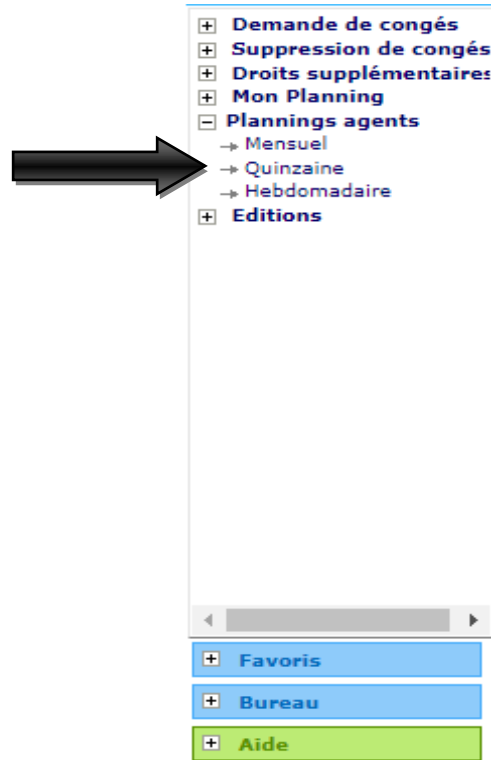 Demande de congés
Suppression de congés
Droits supplémentaires
Mon Planning
Plannings agents
Mensuel
Quinzaine
Hebdomadaire
Editions
Favoris
Bureau
Aide